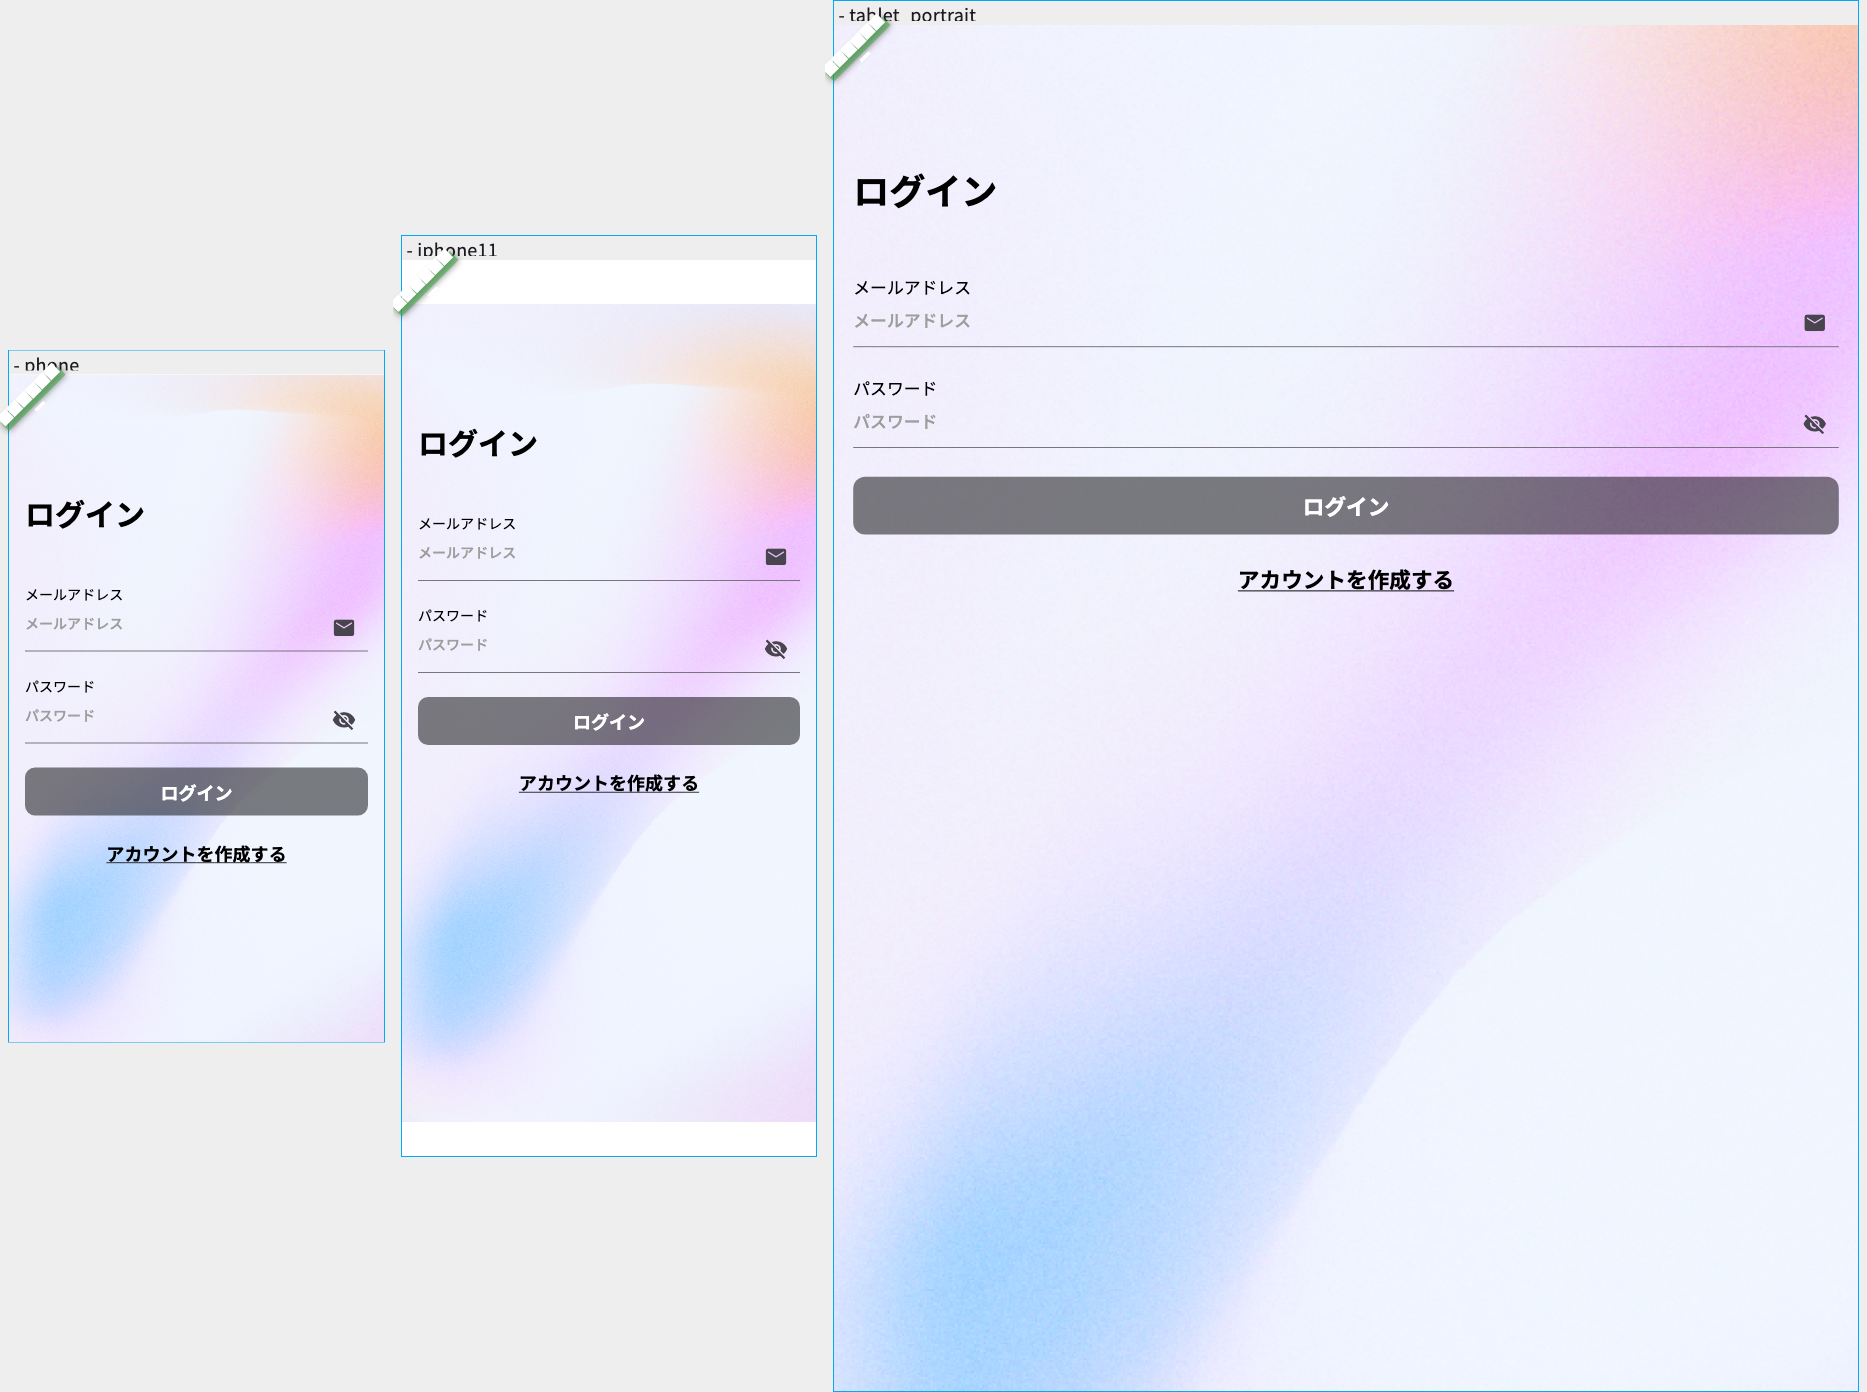 - phone
ログイン
メールアドレス
メールアドレス
パスワード
パスワード
ログイン
アカウントを作成する
- iphone11
ログイン
メールアドレス
メールアドレス
パスワード
パスワード
ログイン
アカウントを作成する
- tablet_portrait
ログイン
メールアドレス
メールアドレス
パスワード
パスワード
ログイン
アカウントを作成する